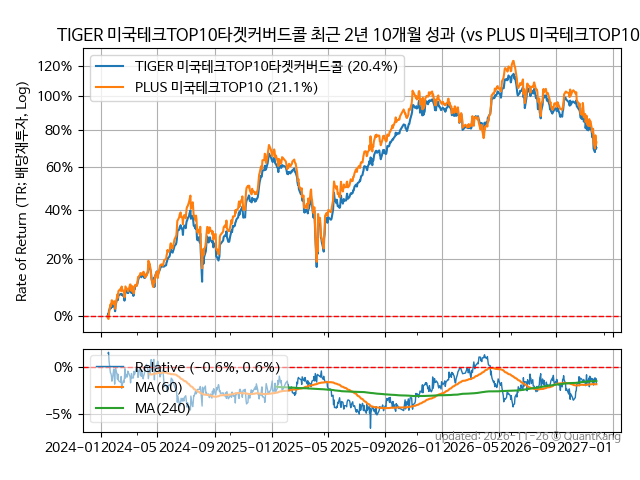 TIGER 미국테크TOP10타겟커버드콜 최근 2년 10개월 성과 (vs PLUS 미국테크TOP10
120%
100%
80%
60%
40%
20%
0%
Rate of Return (TR: 배당재투자, Log)
TIGER 미국테크TOP10타겟커버드콜 (20.4%)
PLUS 미국테크TOP10 (21.1%)
0%
−5%
Relative (−0.6%, 0.6%)
MA(60)
MA(240)
2024−01 2024−05 2024−09 2025−01 2025−05 2025−09 2026−01 2026−05 2026−09 2027−01
updated: 2026-11-26 © QuantKang